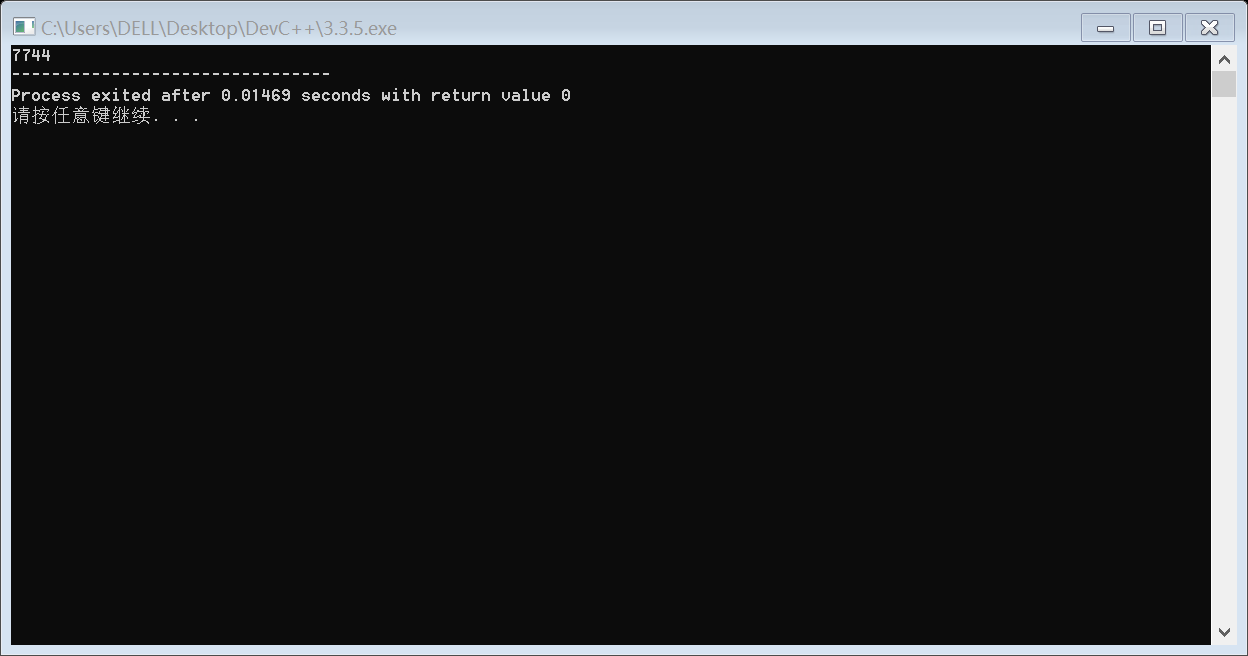 C:\Users\DELL\Desktop\DevC++\3.3.5.exe
7744
--------------------------------
Process exited after 0.01469 seconds with return value 0
请按任意键继续. . .